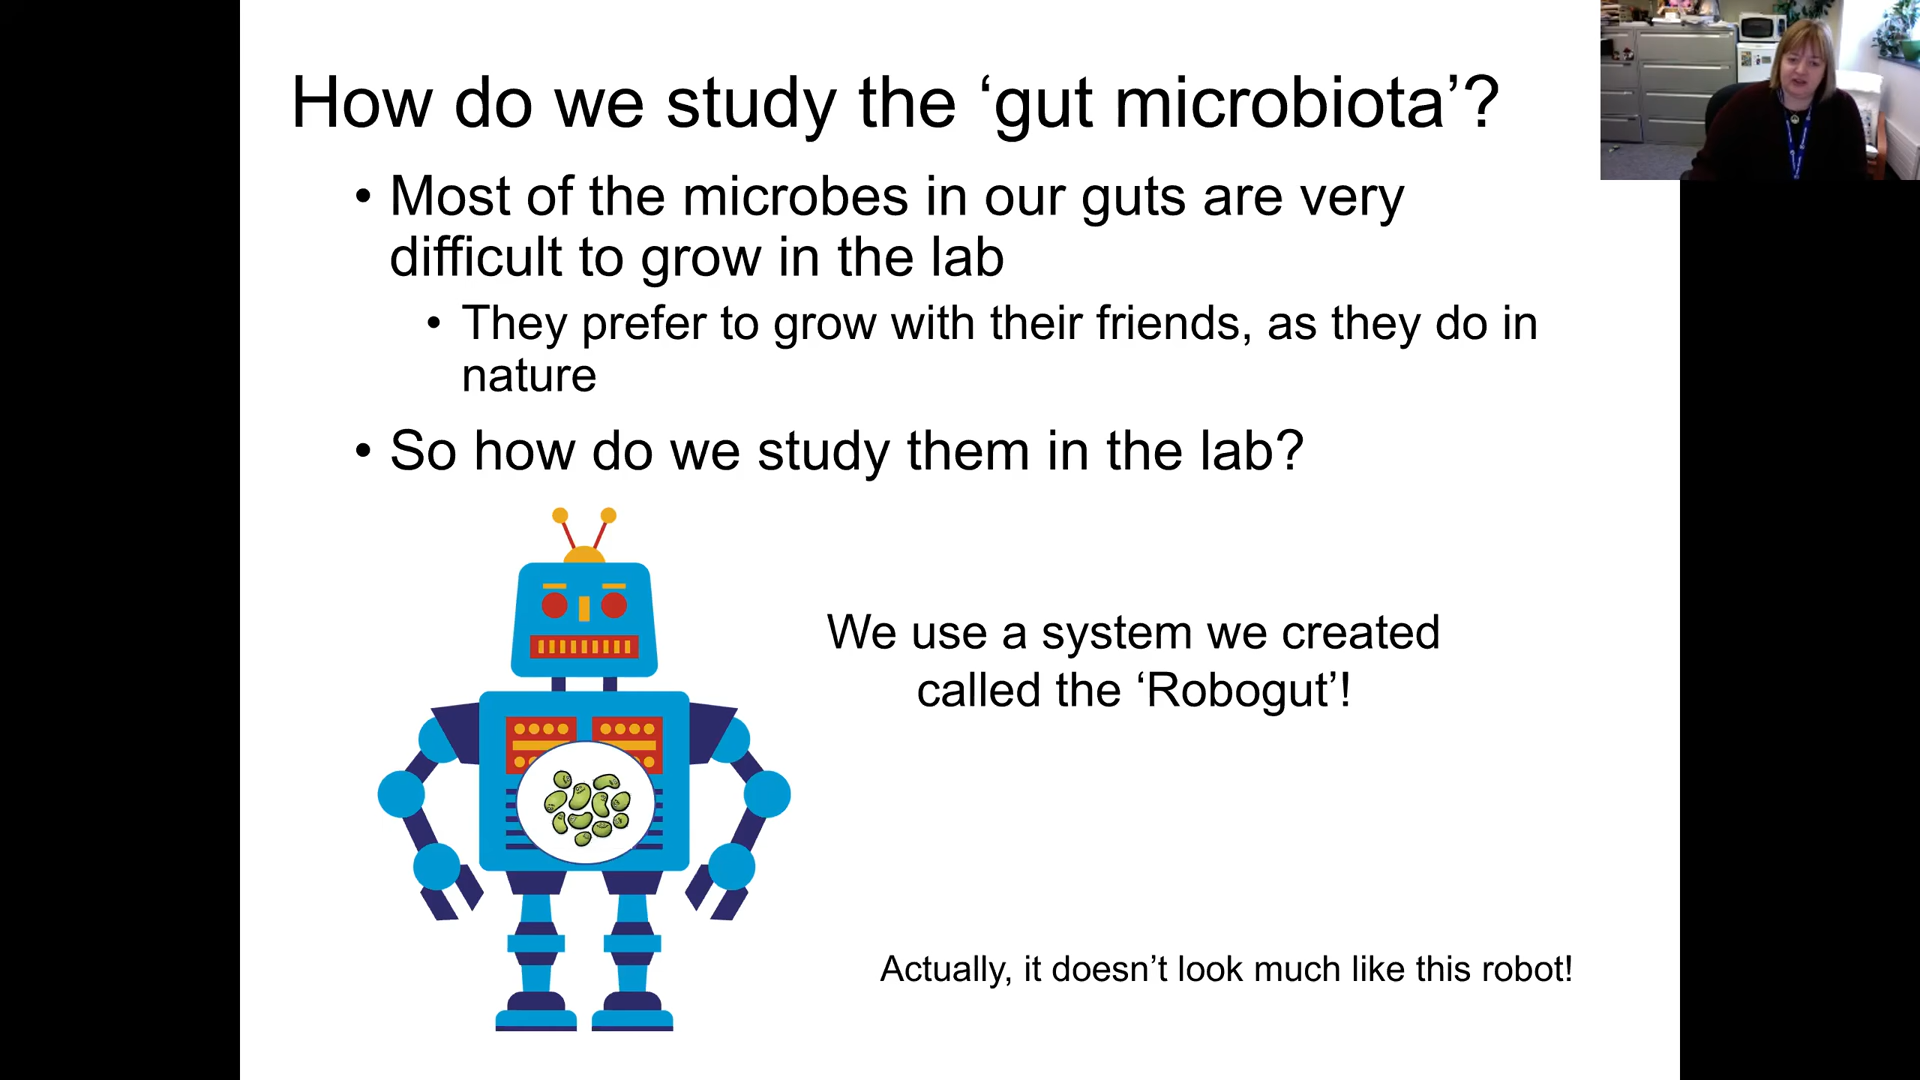 How do we study the ‘gut microbiota’?
• Most of the microbes in our guts are very
difficult to grow in the lab
• They prefer to grow with their friends, as they do in
nature
• So how do we study them in the lab?
We use a system we created
called the ‘Robogut’!
Actually, it doesn’t look much like this robot!